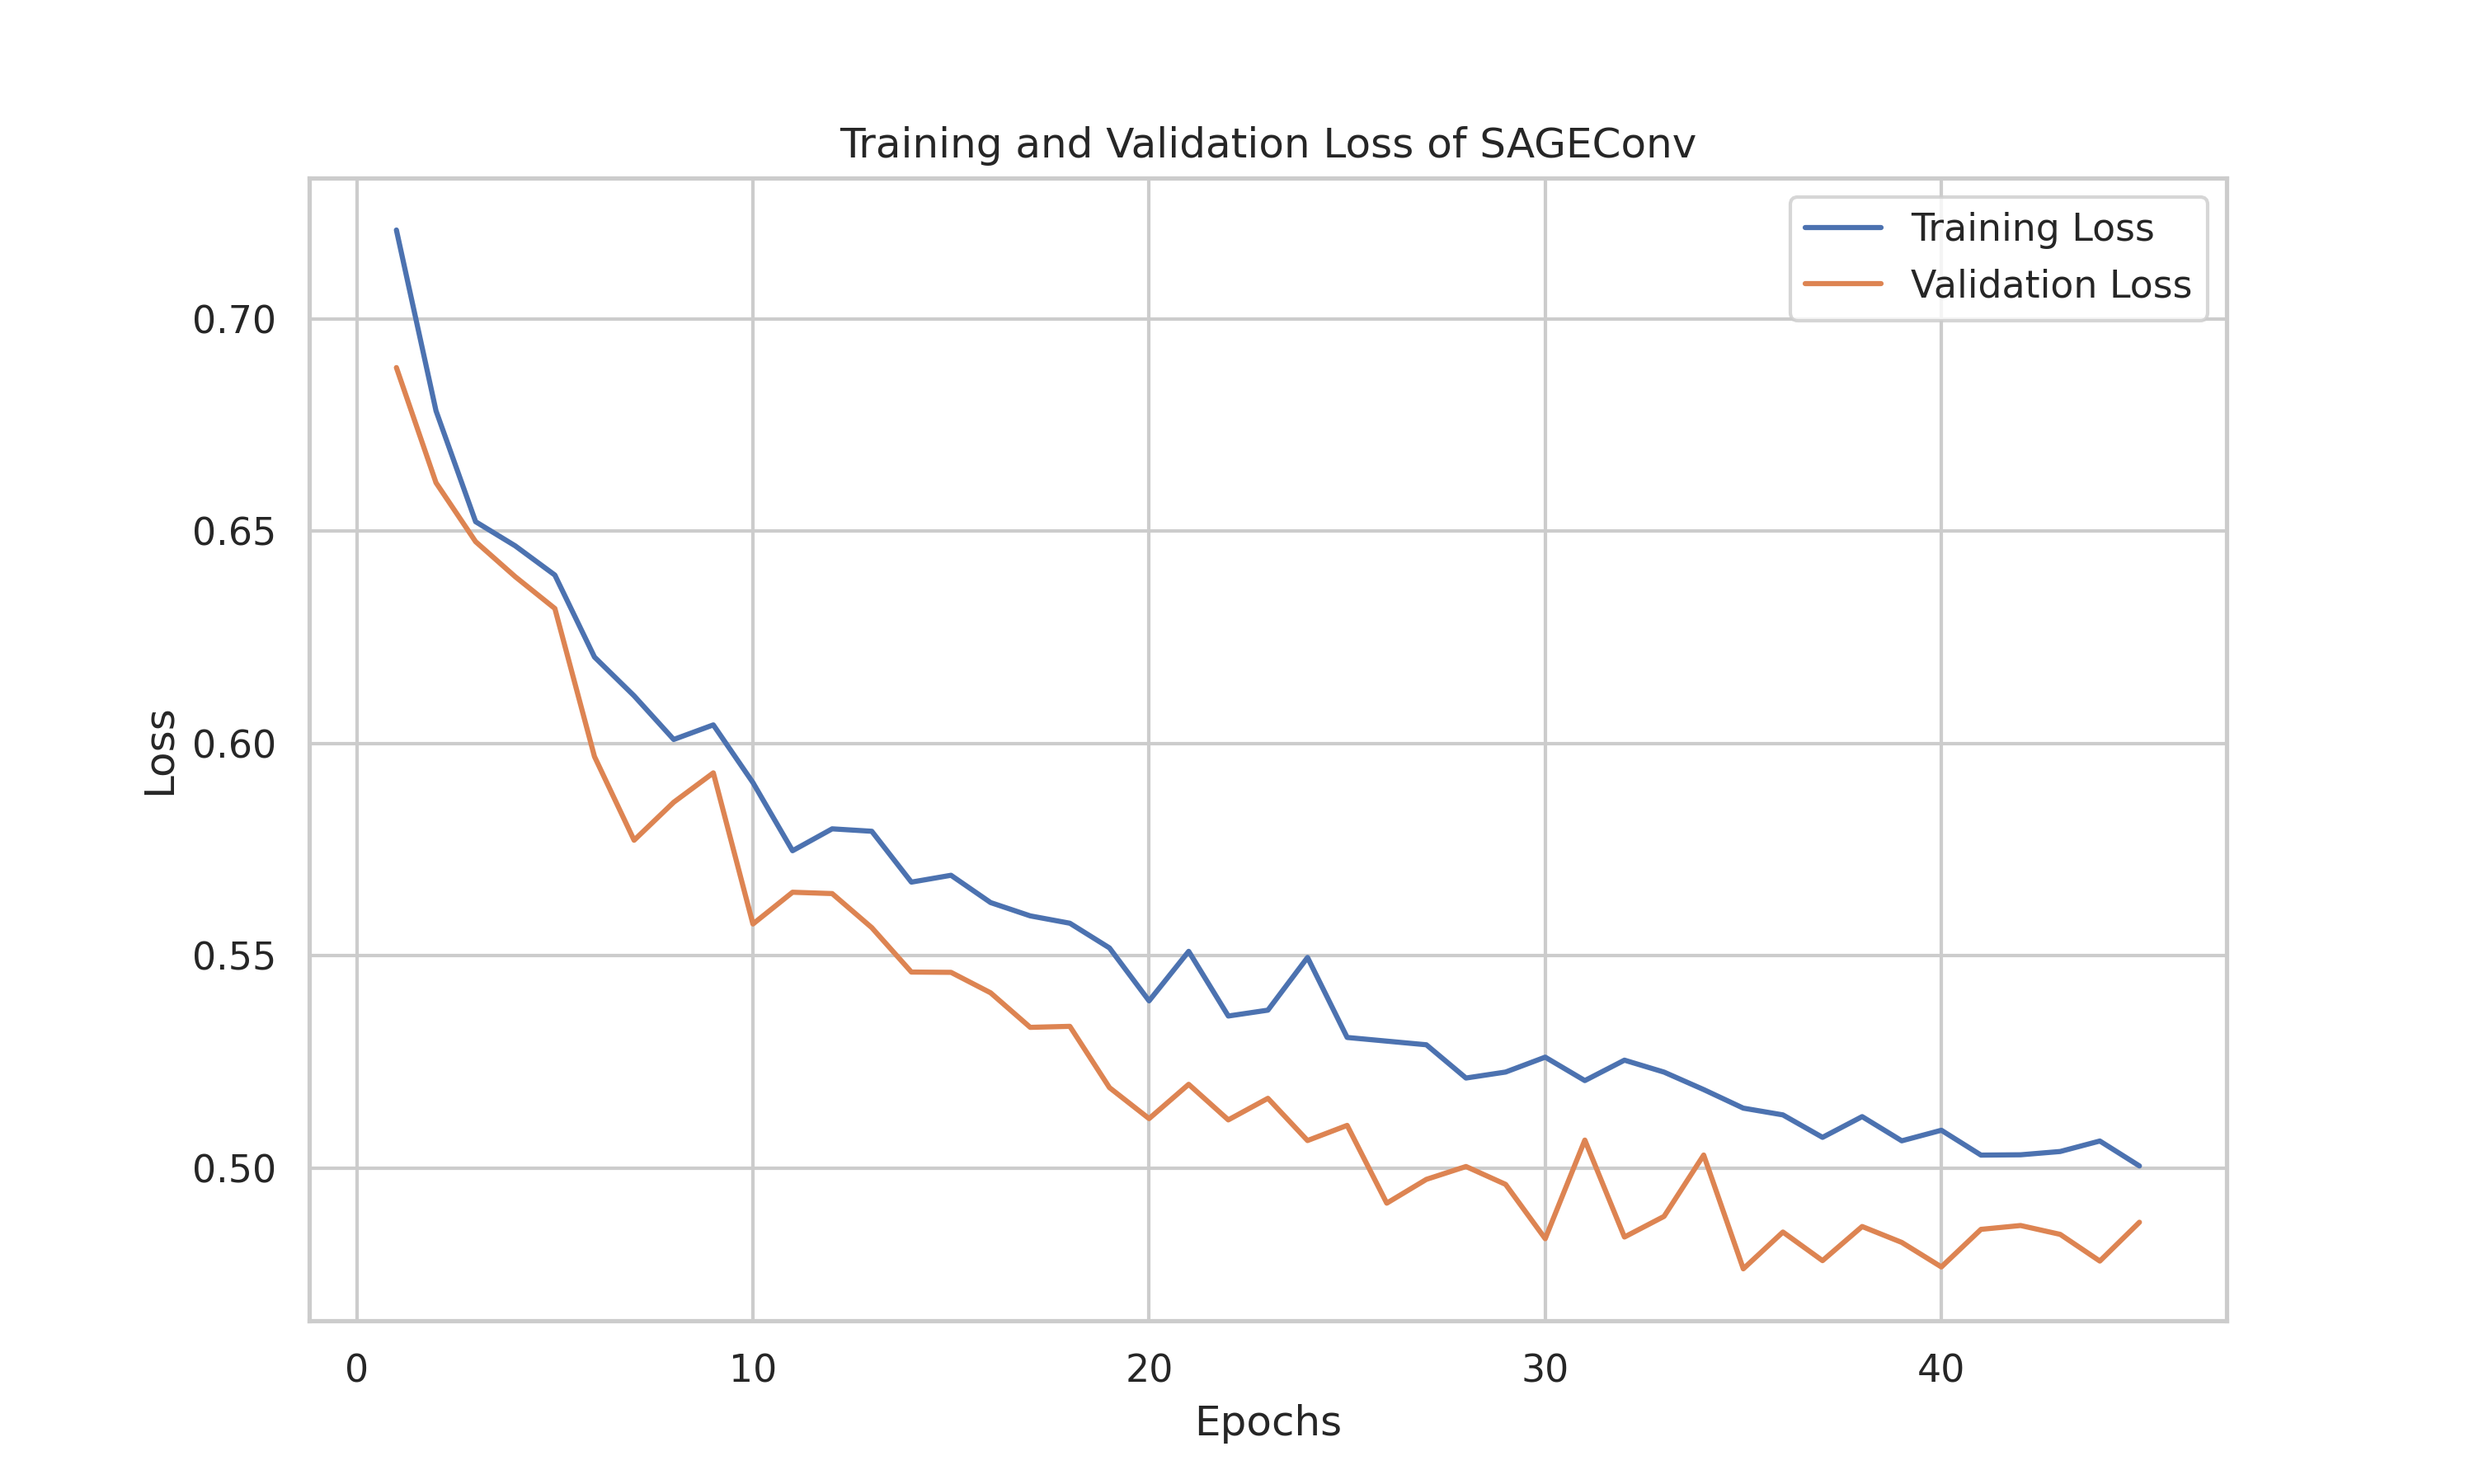 Training and Validation Loss of SAGEConv
Training Loss
Validation Loss
0.70
0.65
0.60
0.55
0.50
Loss
0 10 20 30 40
Epochs